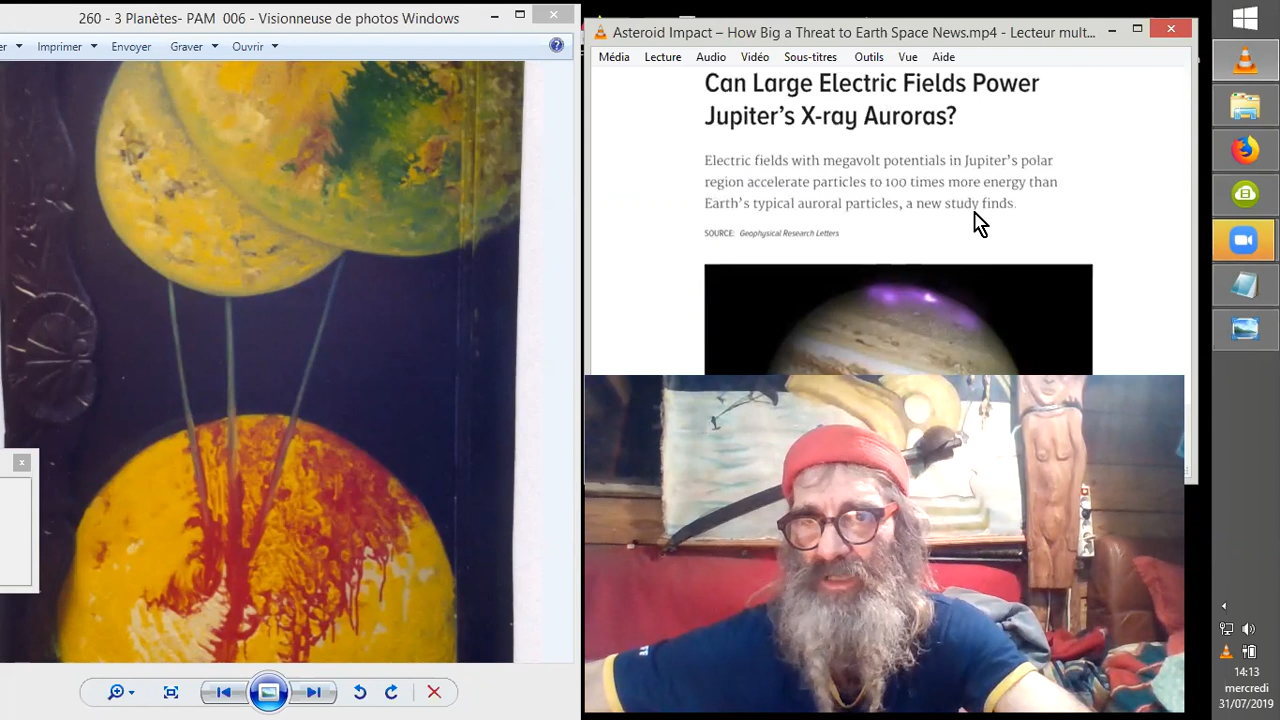 260 - 3 Planètes- PAM 006 - Visionneuse de photos Windows
Imprimer Envoyer Graver Ouvrir
Asteroid Impact – How Big a Threat to Earth Space News.mp4 - Lecteur mult...
Média Lecture Audio Vidéo Sous-titres Outils Vue Aide
Can Large Electric Fields Power
Jupiter's X-ray Auroras?
Electric fields with megavolt potentials in Jupiter's polar
region accelerate particles to 100 times more energy than
Earth's typical auroral particles, a new study finds.
SOURCE: Geophysical Research Letters
14:13
mercredi
31/07/2019